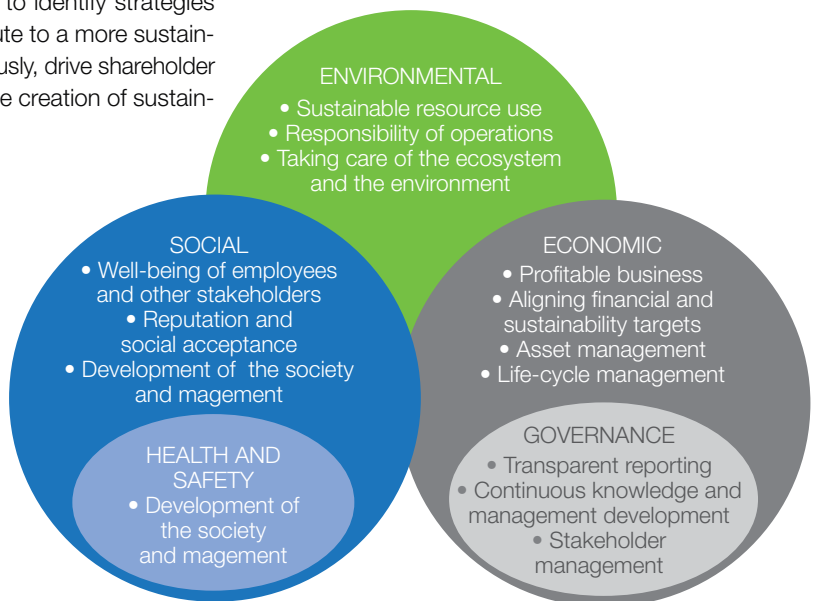 to identify strategies
ute to a more sustain-
usly, drive shareholder
e creation of sustain-
ENVIRONMENTAL
• Sustainable resource use
• Responsibility of operations
• Taking care of the ecosystem
and the environment
SOCIAL
• Well-being of employees
and other stakeholders
• Reputation and
social acceptance
• Development of the society
and magement
HEALTH AND
SAFETY
• Development of
the society
and magement
ECONOMIC
• Profitable business
• Aligning financial and
sustainability targets
• Asset management
• Life-cycle management
GOVERNANCE
• Transparent reporting
• Continuous knowledge and
management development
• Stakeholder
management